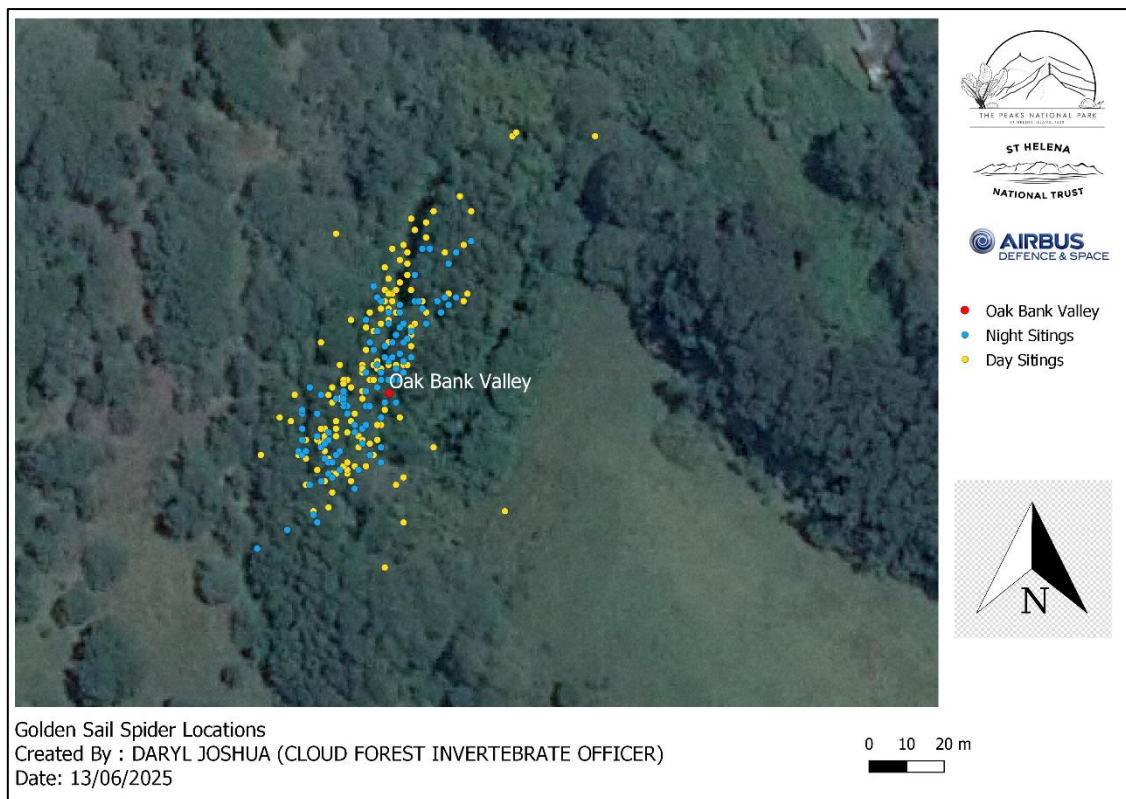 THE PEAKS NATIONAL PARK
ST HELENA
NATIONAL TRUST
AIRBUS
DEFENCE & SPACE
Oak Bank Valley
Night Sitings
Day Sitings
Oak Bank Valley
N
Golden Sail Spider Locations
Created By : DARYL JOSHUA (CLOUD FOREST INVERTEBRATE OFFICER)
Date: 13/06/2025
0 10 20 m